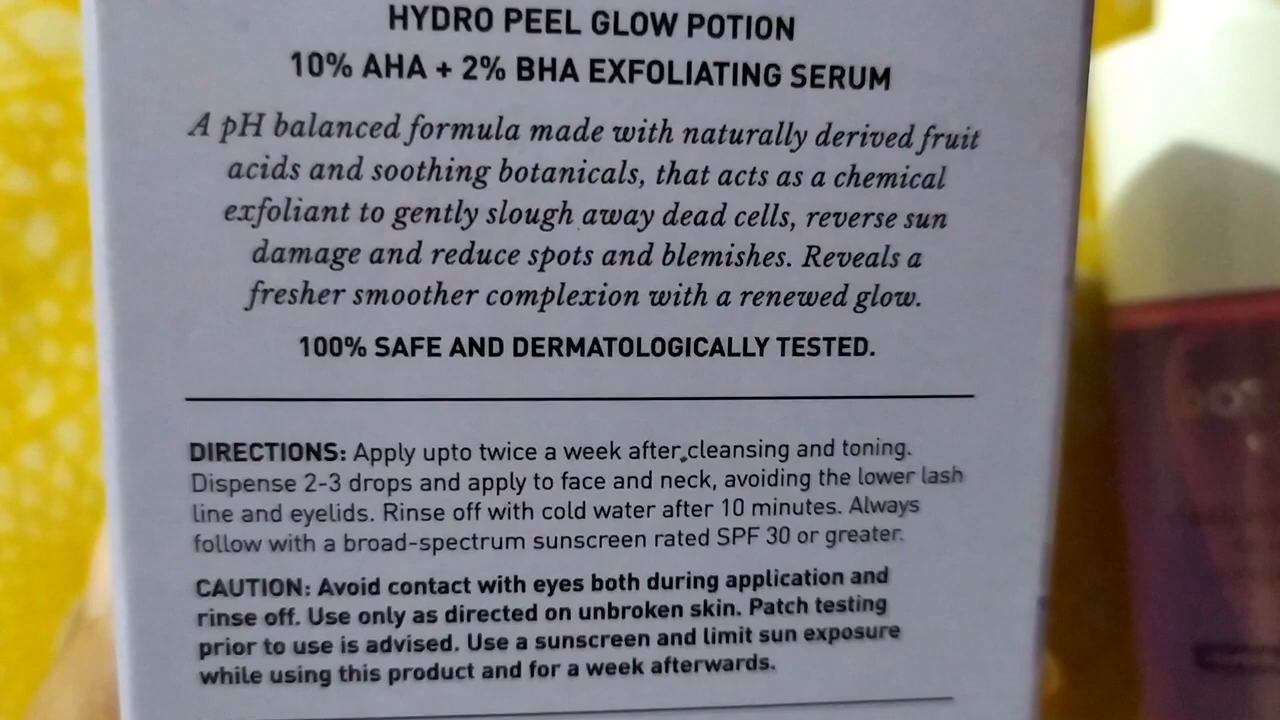 HYDRO PEEL GLOW POTION
10% AHA + 2% BHA EXFOLIATING SERUM
A pH balanced formula made with naturally derived fruit
acids and soothing botanicals, that acts as a chemical
exfoliant to gently slough away dead cells, reverse sun
damage and reduce spots and blemishes. Reveals a
fresher smoother complexion with a renewed glow.
100% SAFE AND DERMATOLOGICALLY TESTED.
DIRECTIONS: Apply upto twice a week after cleansing and toning.
Dispense 2-3 drops and apply to face and neck, avoiding the lower lash
line and eyelids. Rinse off with cold water after 10 minutes. Always
follow with a broad-spectrum sunscreen rated SPF 30 or greater.
CAUTION: Avoid contact with eyes both during application and
rinse off. Use only as directed on unbroken skin. Patch testing
prior to use is advised. Use a sunscreen and limit sun exposure
while using this product and for a week afterwards.